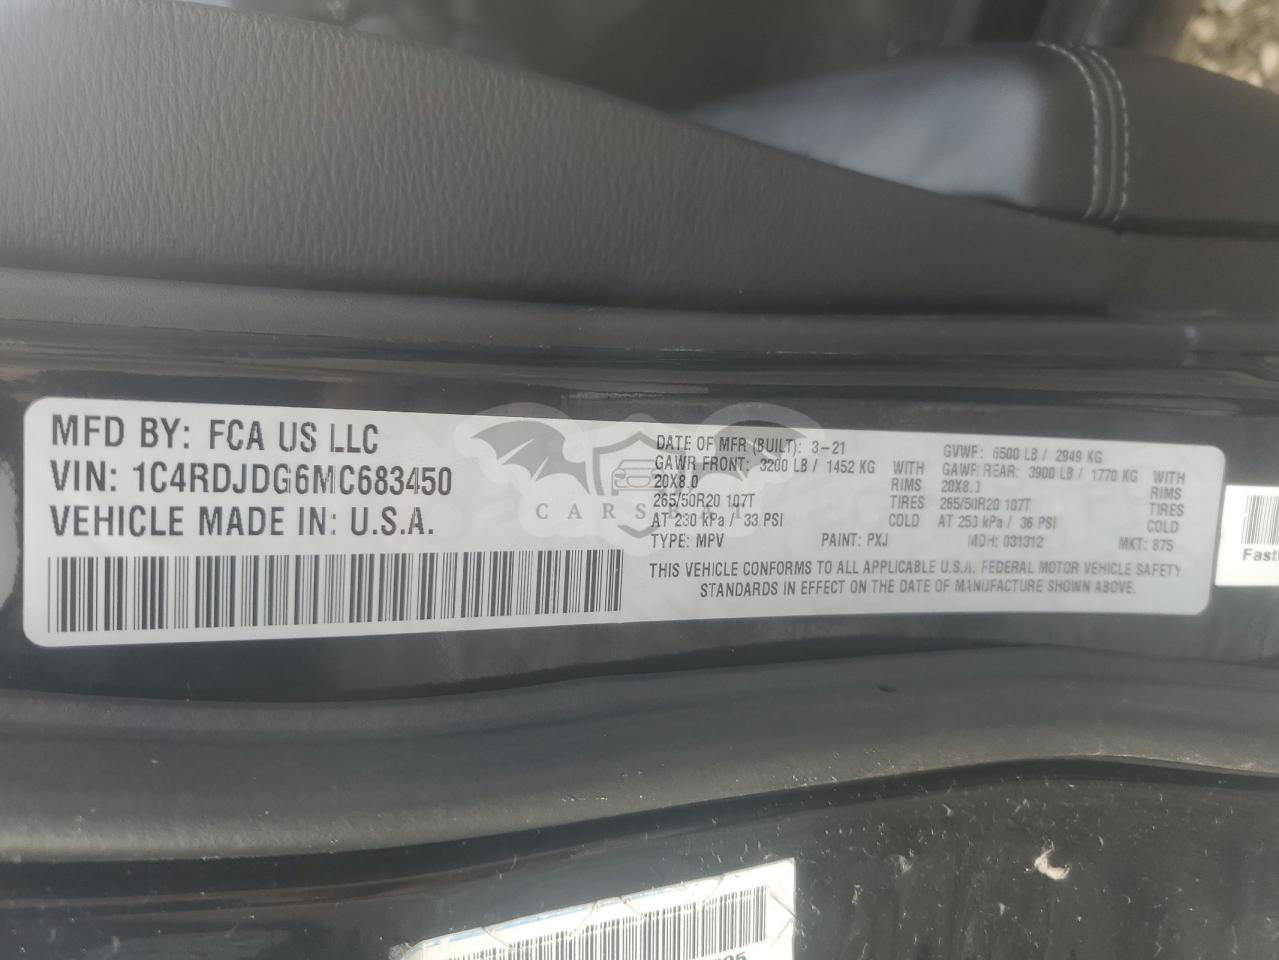 MFD BY: FCA US LLC
VIN: 1C4RDJDG6MC683450
VEHICLE MADE IN: U.S.A.
DATE OF MFR (BUILT): 3-21
GAWR FRONT: 3200 LB / 1452 KG WITH
20X8.0 RIMS
265/50R20 107T TIRES
AT 230 kPa / 33 PSI COLD
TYPE: MPV PAINT: PXJ
GVWR: 6500 LB / 2949 KG
GAWR REAR: 3900 LB / 1770 KG WITH
20X8.0 RIMS
265/50R20 107T TIRES
AT 250 kPa / 36 PSI COLD
MDH: 031312 MKT: 875
THIS VEHICLE CONFORMS TO ALL APPLICABLE U.S.A. FEDERAL MOTOR VEHICLE SAFETY
STANDARDS IN EFFECT ON THE DATE OF MANUFACTURE SHOWN ABOVE.